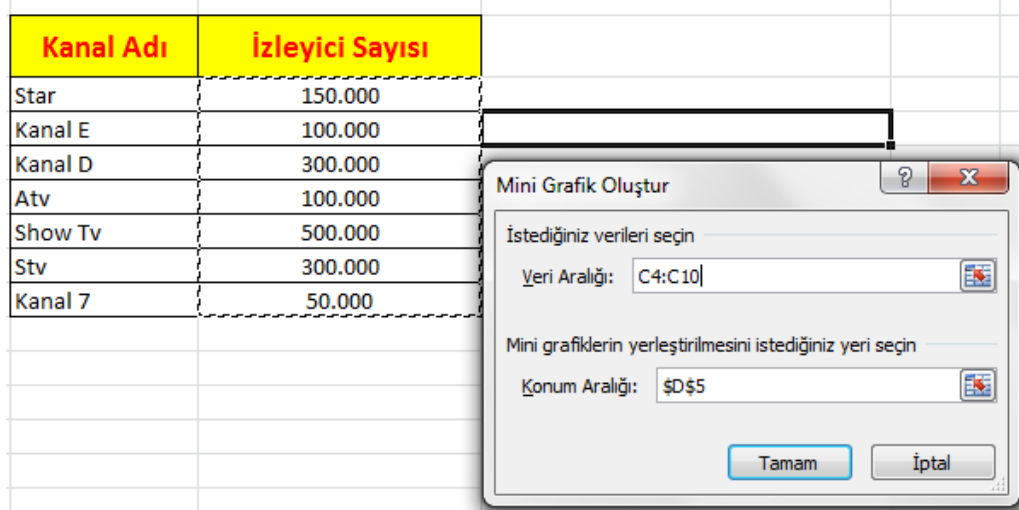 Kanal Adı İzleyici Sayısı
Star 150.000
Kanal E 100.000
Kanal D 300.000
Atv 100.000
Show Tv 500.000
Stv 300.000
Kanal 7 50.000
Mini Grafik Oluştur
İstediğiniz verileri seçin
Veri Aralığı: C4:C10
Mini grafiklerin yerleştirilmesini istediğiniz yeri seçin
Konum Aralığı: $D$5
Tamam İptal